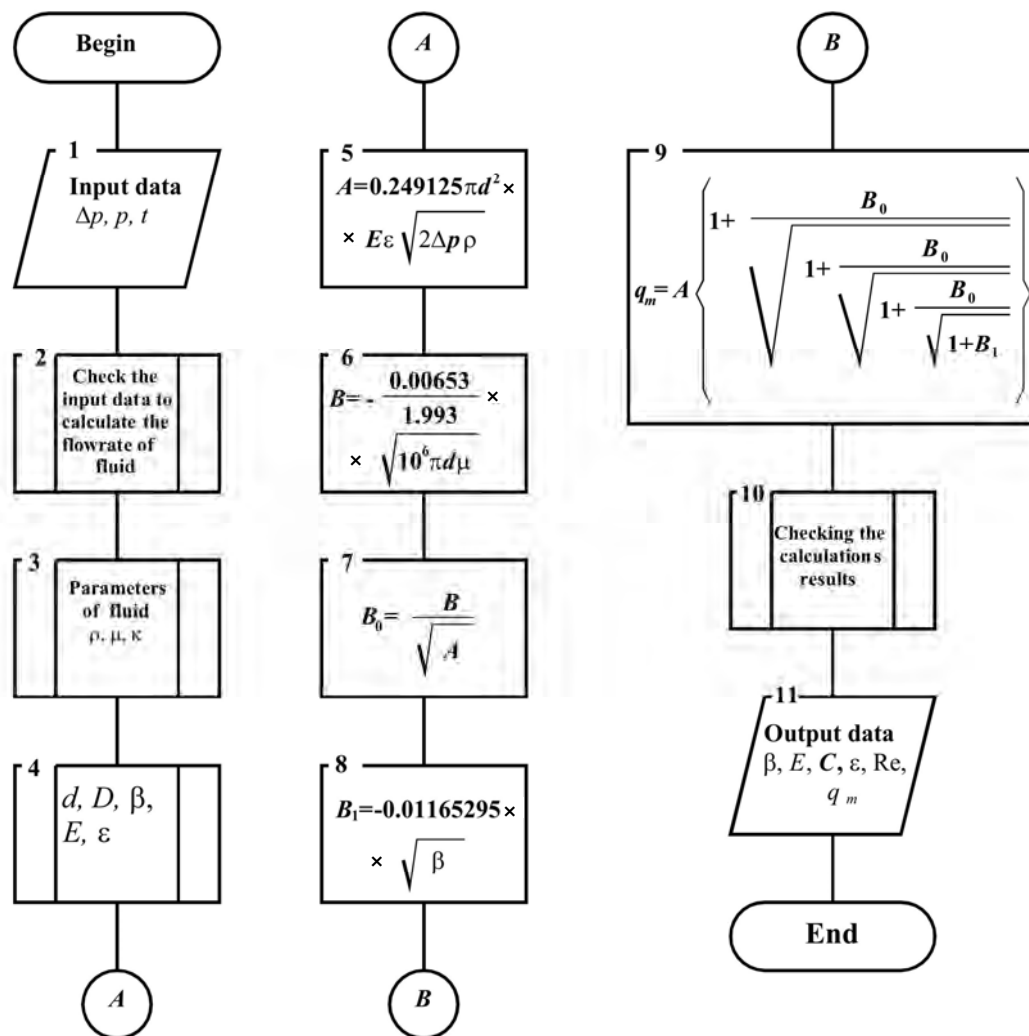 Begin
1
Input data
Δp, p, t
2
Check the
input data to
calculate the
flowrate of
fluid
3
Parameters
of fluid
ρ, μ, κ
4
d, D, β,
E, ε
A
A
5
A=0.249125πd²×
× Eε√2Δpρ
6
B=- 0.00653/1.993 ×
× √10⁶πdμ
7
B₀= B/√A
8
B₁=-0.01165295×
× √β
B
B
9
qₘ=A{1+B₀/√(1+B₀/√(1+B₀/√(1+B₁)))}
10
Checking the
calculations
results
11
Output data
β, E, C, ε, Re,
q m
End